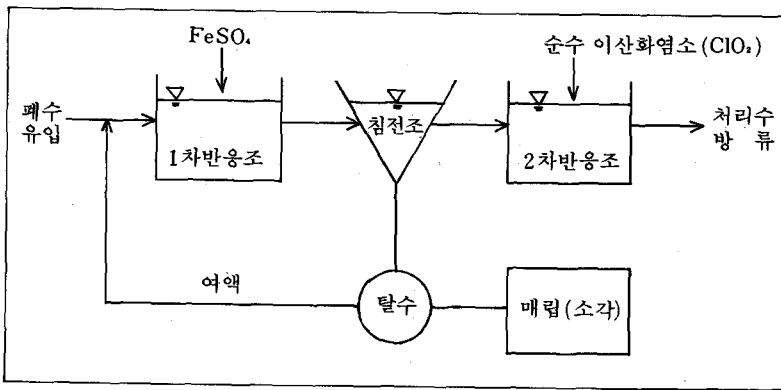 FeSO₄
순수 이산화염소(ClO₂)
폐수
유입
1차반응조
침전조
2차반응조
처리수
방 류
여액
탈수
매립(소각)